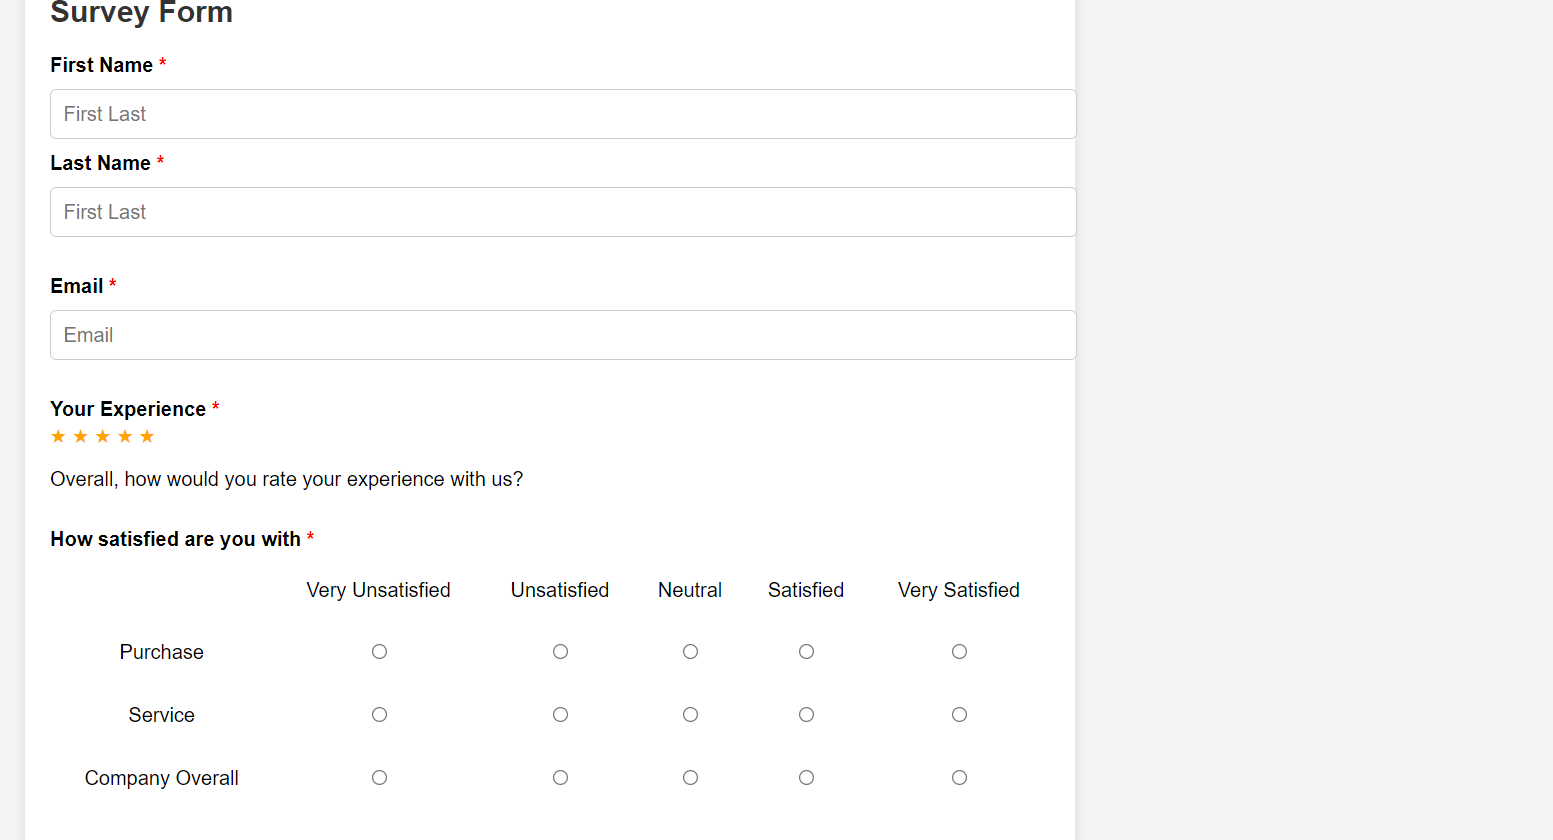 Survey Form
First Name *
First Last
Last Name *
First Last
Email *
Email
Your Experience *
★ ★ ★ ★ ★
Overall, how would you rate your experience with us?
How satisfied are you with *
Very Unsatisfied Unsatisfied Neutral Satisfied Very Satisfied
Purchase
Service
Company Overall